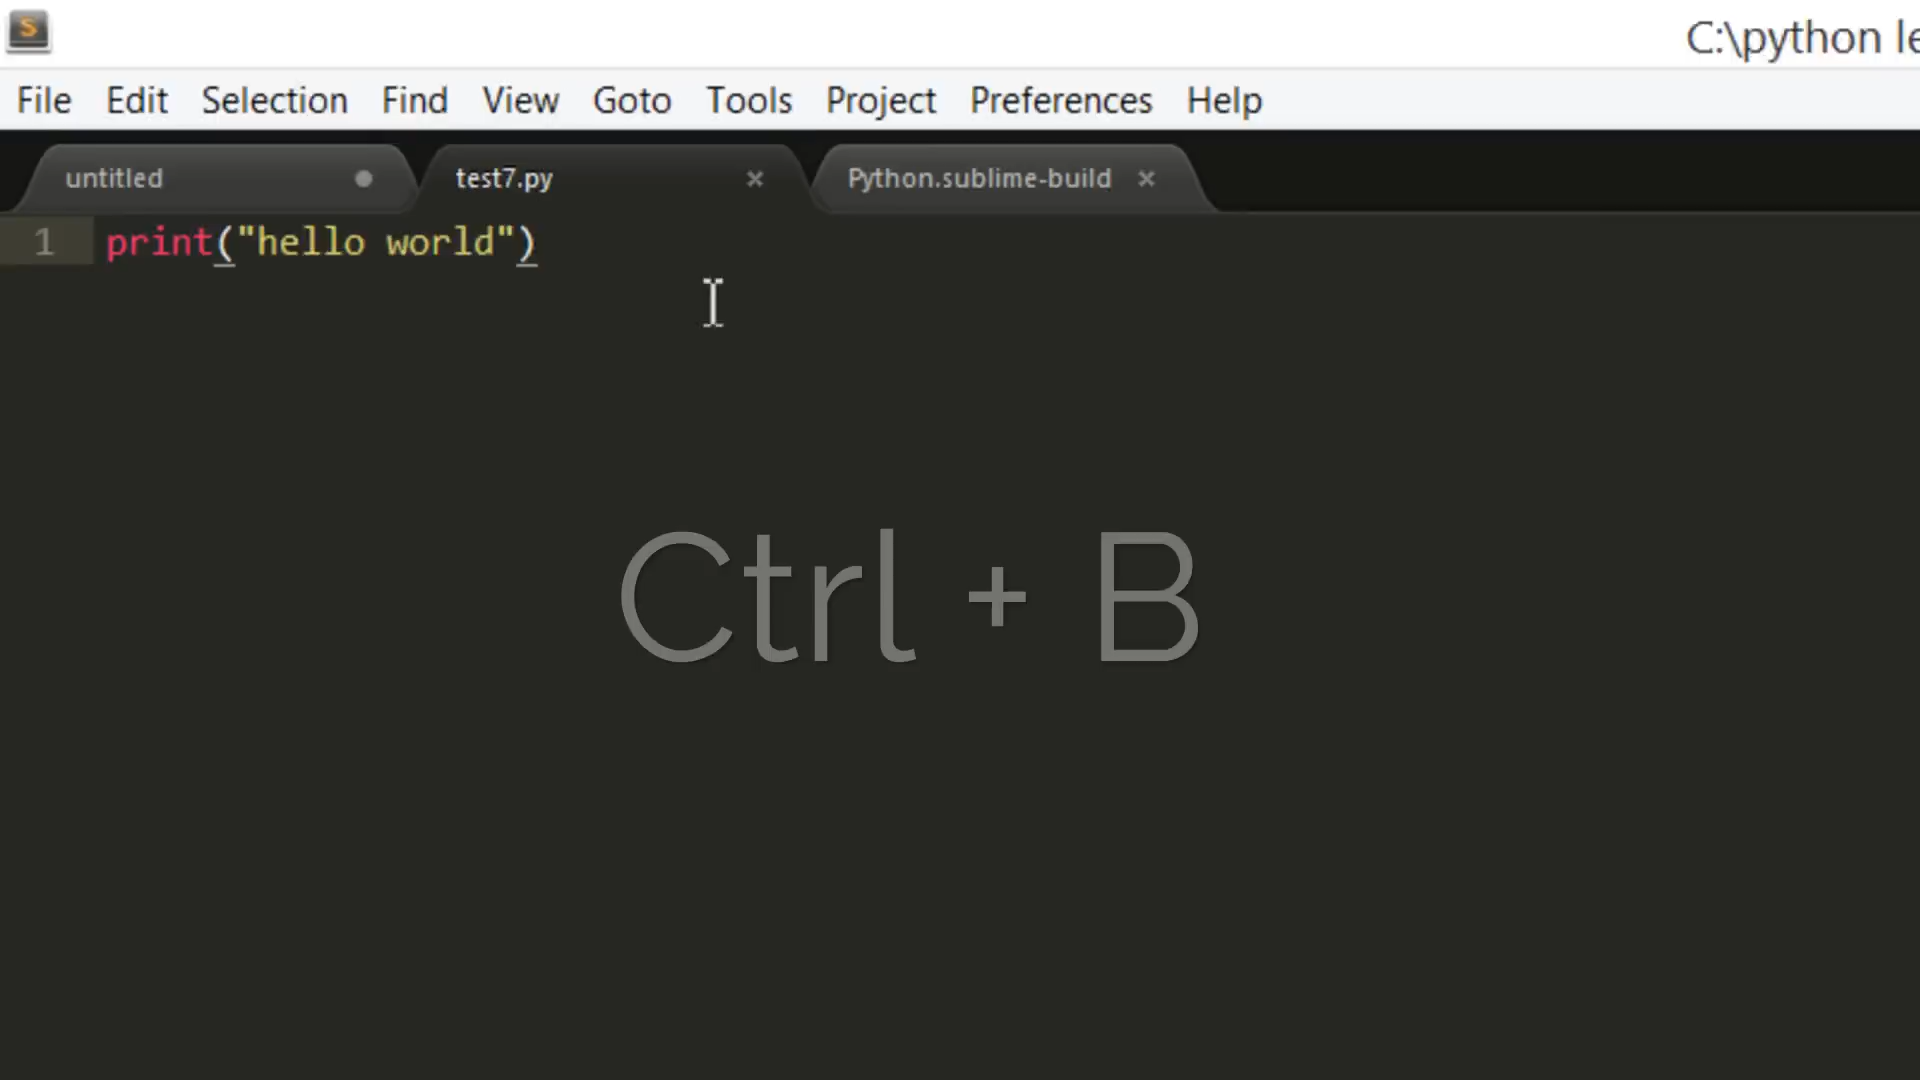 S
C:\python le
File Edit Selection Find View Goto Tools Project Preferences Help
untitled test7.py × Python.sublime-build ×
1 print("hello world")
Ctrl + B